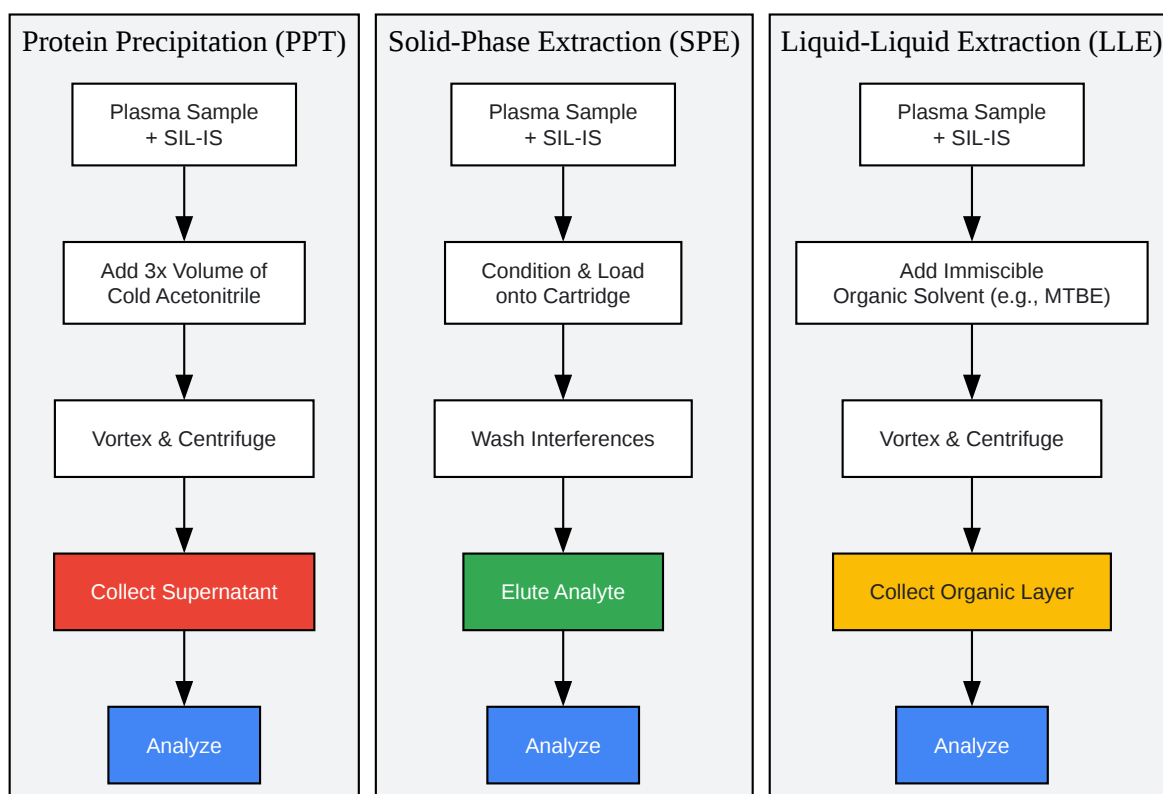 Protein Precipitation (PPT)
Plasma Sample
+ SIL-IS
Add 3x Volume of
Cold Acetonitrile
Vortex & Centrifuge
Collect Supernatant
Analyze
Solid-Phase Extraction (SPE)
Plasma Sample
+ SIL-IS
Condition & Load
onto Cartridge
Wash Interferences
Elute Analyte
Analyze
Liquid-Liquid Extraction (LLE)
Plasma Sample
+ SIL-IS
Add Immiscible
Organic Solvent (e.g., MTBE)
Vortex & Centrifuge
Collect Organic Layer
Analyze